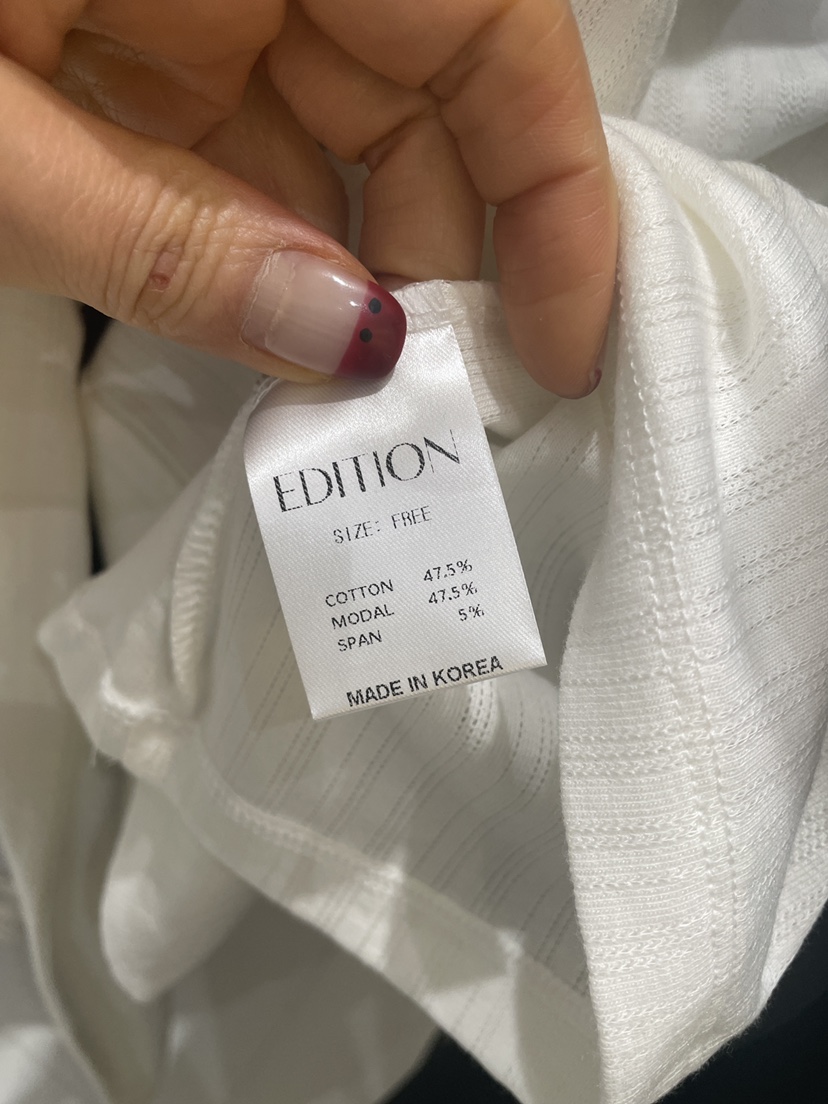 EDITION
SIZE: FREE
COTTON 47.5%
MODAL 47.5%
SPAN 5%
MADE IN KOREA